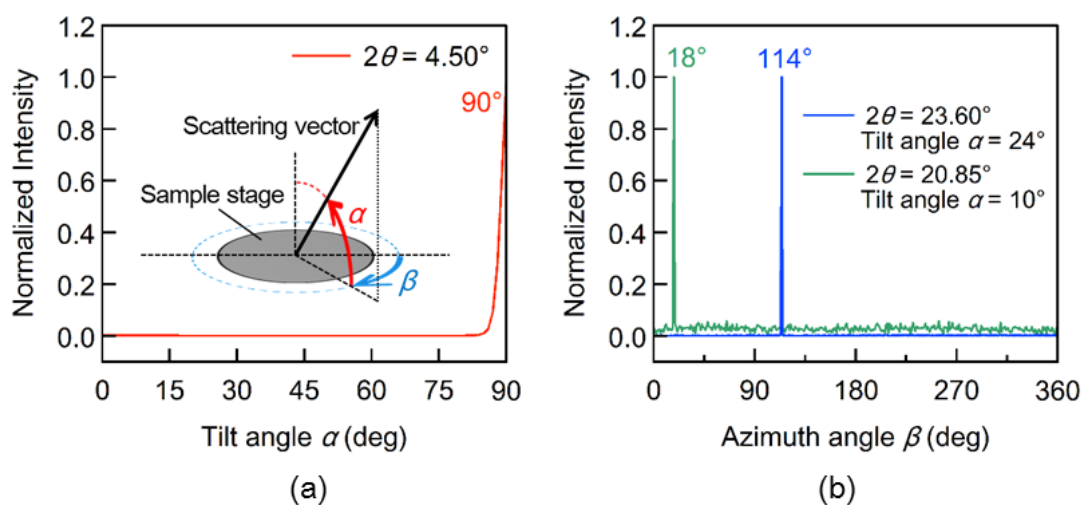 2θ = 4.50°
90°
Scattering vector
Sample stage
α
β
Normalized Intensity
1.0
0.8
0.6
0.4
0.2
0.0
0 15 30 45 60 75 90
Tilt angle α (deg)
(a)
18° 114°
2θ = 23.60°
Tilt angle α = 24°
2θ = 20.85°
Tilt angle α = 10°
Normalized Intensity
1.2
1.0
0.8
0.6
0.4
0.2
0.0
0 90 180 270 360
Azimuth angle β (deg)
(b)